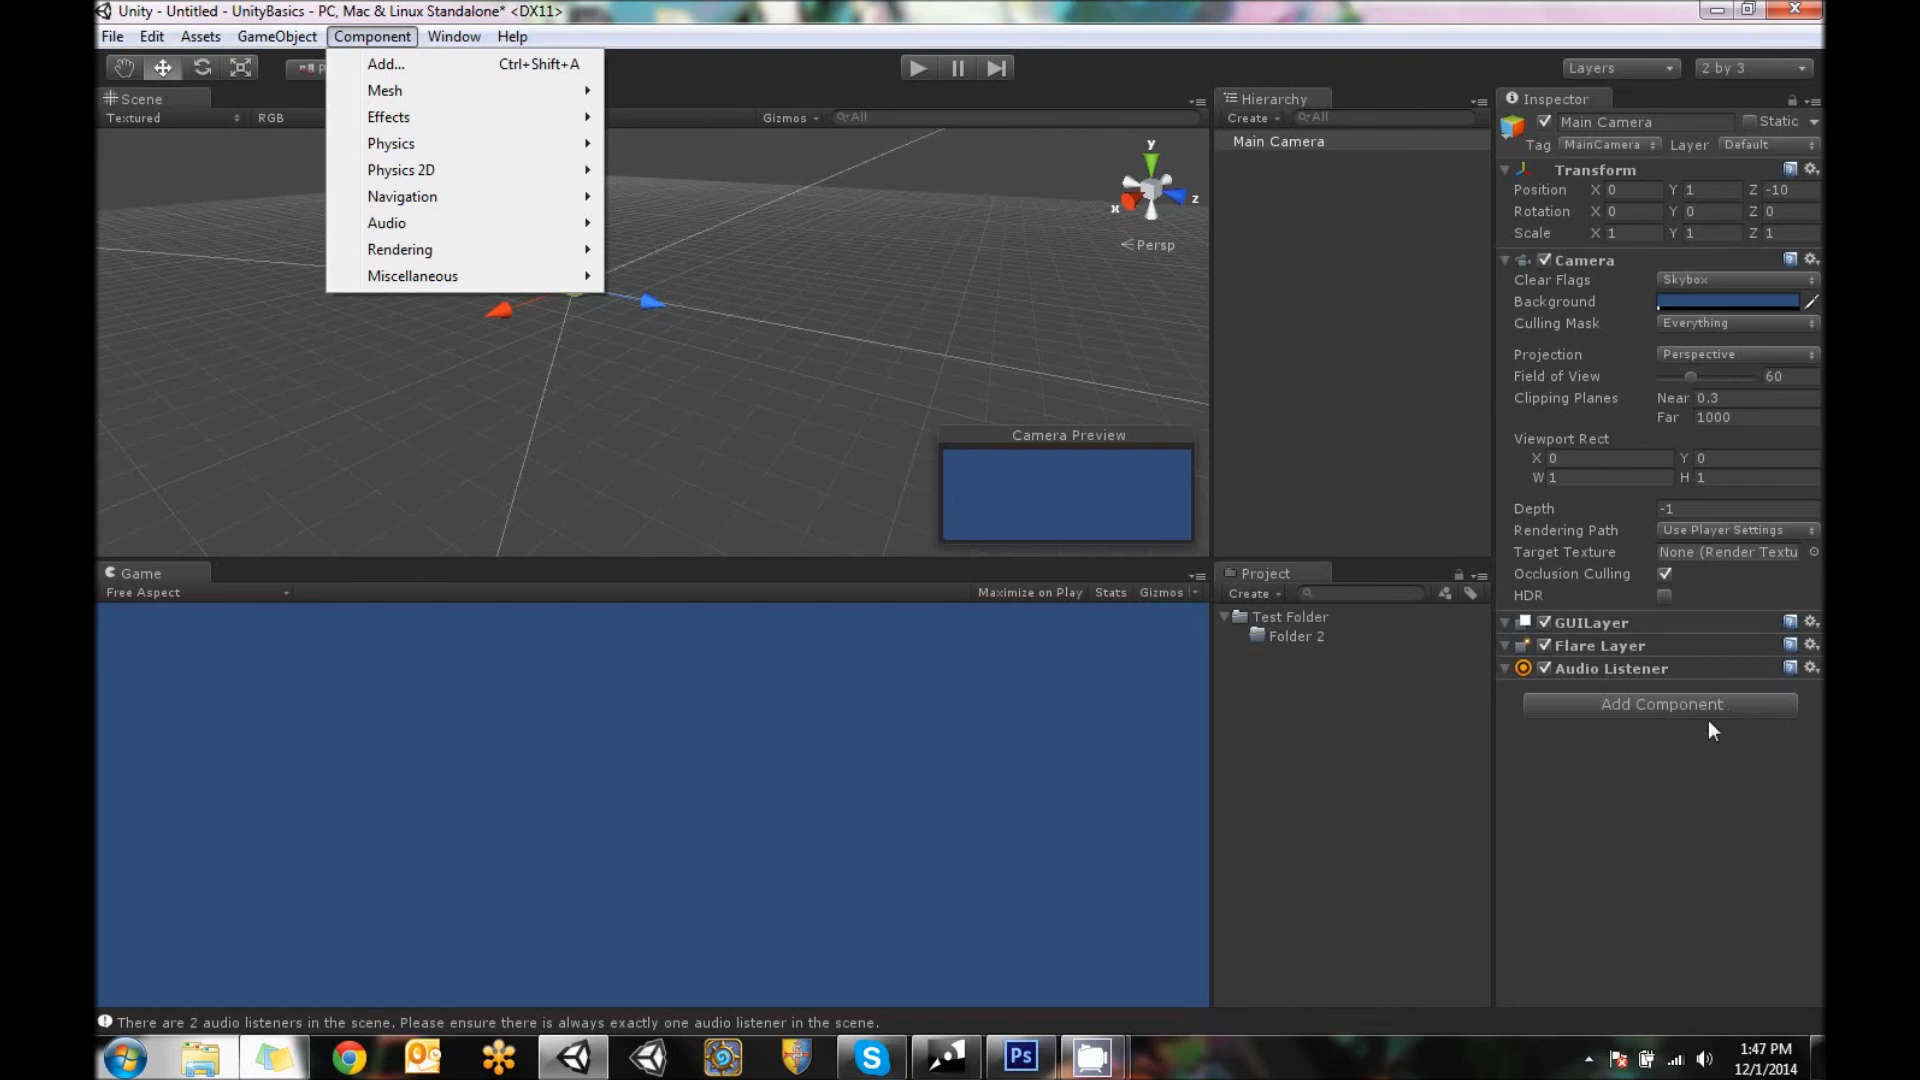 Unity - Untitled - UnityBasics - PC, Mac & Linux Standalone* <DX11>
File Edit Assets GameObject Component Window Help
Add... Ctrl+Shift+A
Mesh
Effects
Physics
Physics 2D
Navigation
Audio
Rendering
Miscellaneous
Layers 2 by 3
Scene
Textured RGB Gizmos All
y
x
z
Persp
Camera Preview
Game
Free Aspect Maximize on Play Stats Gizmos
Hierarchy
Create All
Main Camera
Project
Create
Test Folder
Folder 2
Inspector
Main Camera Static
Tag MainCamera Layer Default
Transform
Position X 0 Y 1 Z -10
Rotation X 0 Y 0 Z 0
Scale X 1 Y 1 Z 1
Camera
Clear Flags Skybox
Background
Culling Mask Everything
Projection Perspective
Field of View 60
Clipping Planes Near 0.3
Far 1000
Viewport Rect
X 0 Y 0
W 1 H 1
Depth -1
Rendering Path Use Player Settings
Target Texture None (Render Textu
Occlusion Culling
HDR
GUILayer
Flare Layer
Audio Listener
Add Component
There are 2 audio listeners in the scene. Please ensure there is always exactly one audio listener in the scene.
S
Ps
1:47 PM
12/1/2014